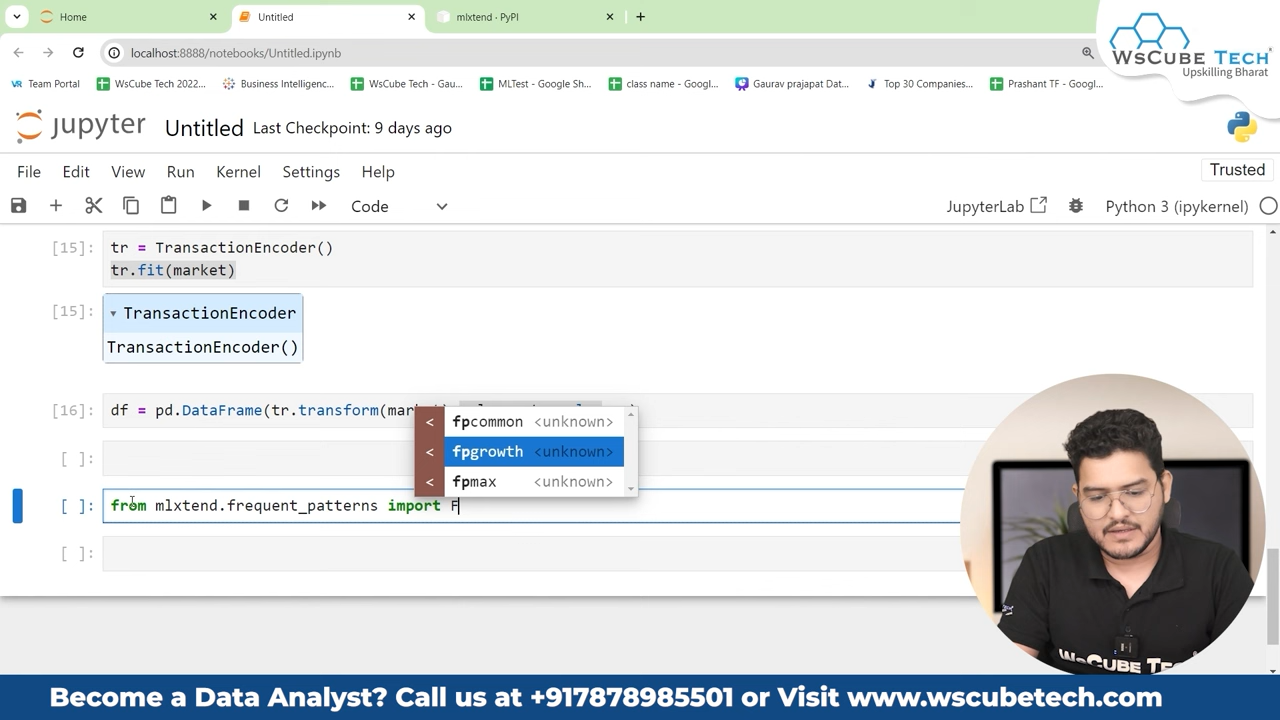 Home
Untitled
mlxtend · PyPI
localhost:8888/notebooks/Untitled.ipynb
WsCube Tech
Upskilling Bharat
Team Portal
WsCube Tech 2022...
Business Intelligenc...
WsCube Tech - Gau...
MLTest - Google Sh...
class name - Googl...
Gaurav prajapat Dat...
Top 30 Companies...
Prashant TF - Googl...
jupyter Untitled Last Checkpoint: 9 days ago
File Edit View Run Kernel Settings Help
Trusted
Code
JupyterLab
Python 3 (ipykernel)
[15]: tr = TransactionEncoder()
tr.fit(market)
[15]: TransactionEncoder
TransactionEncoder()
[16]: df = pd.DataFrame(tr.transform(mar
fpcommon <unknown>
fpgrowth <unknown>
fpmax <unknown>
[ ]:
[ ]: from mlxtend.frequent_patterns import F
[ ]:
WSCUBE TEC
Become a Data Analyst? Call us at +917878985501 or Visit www.wscubetech.com